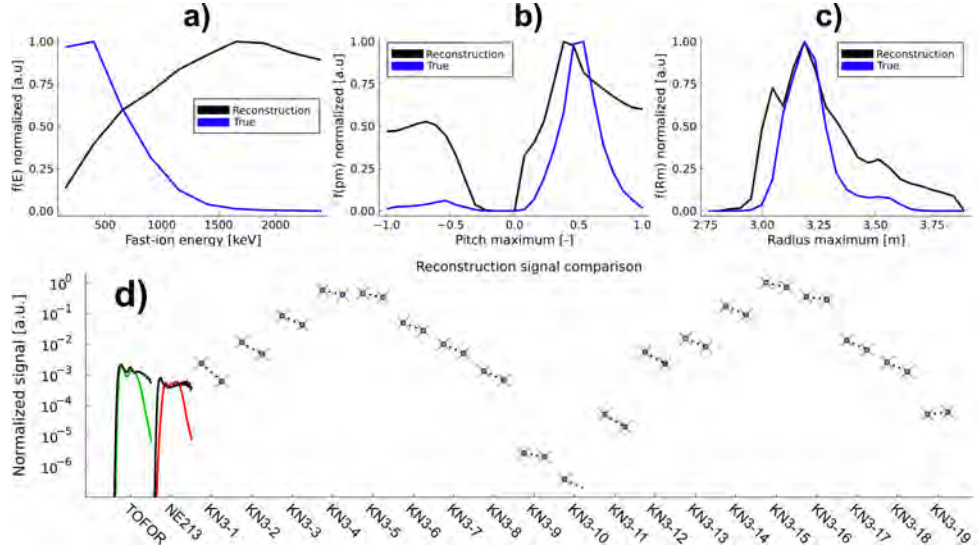 a)
b)
c)
f(E) normalized [a.u]
1.00
0.75
0.50
0.25
0.00
Reconstruction
True
500
1000
1500
2000
Fast-ion energy [keV]
f(pm) normalized [a.u]
1.00
0.75
0.50
0.25
0.00
Reconstruction
True
−1.0
−0.5
0.0
0.5
1.0
Pitch maximum [-]
f(Rm) normalized [a.u]
1.00
0.75
0.50
0.25
0.00
Reconstruction
True
2.75
3.00
3.25
3.50
3.75
Radius maximum [m]
Reconstruction signal comparison
d)
Normalized signal [a.u.]
10^0
10^-1
10^-2
10^-3
10^-4
10^-5
10^-6
TOFOR
NE213
KN3-1
KN3-2
KN3-3
KN3-4
KN3-5
KN3-6
KN3-7
KN3-8
KN3-9
KN3-10
KN3-11
KN3-12
KN3-13
KN3-14
KN3-15
KN3-16
KN3-17
KN3-18
KN3-19